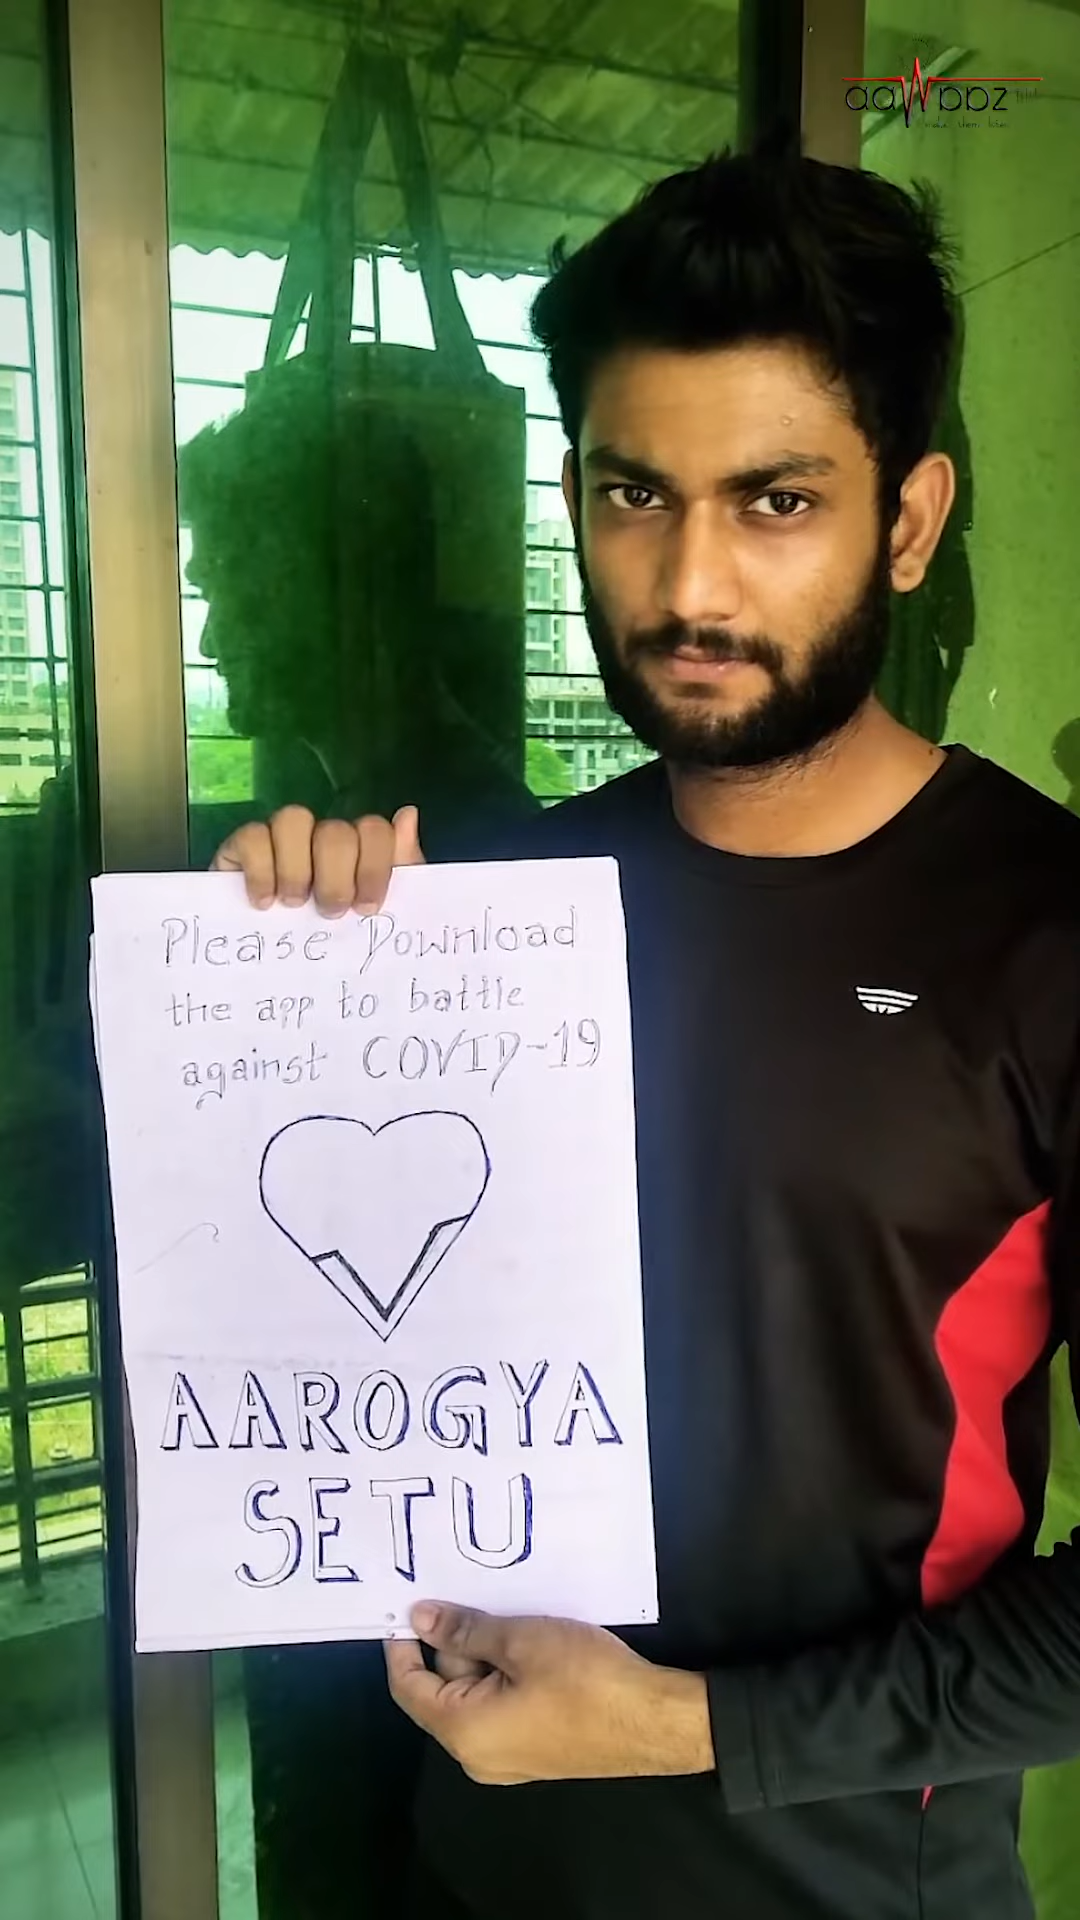 aawbbz
Please Download
the app to battle
against COVID-19
AAROGYA
SETU